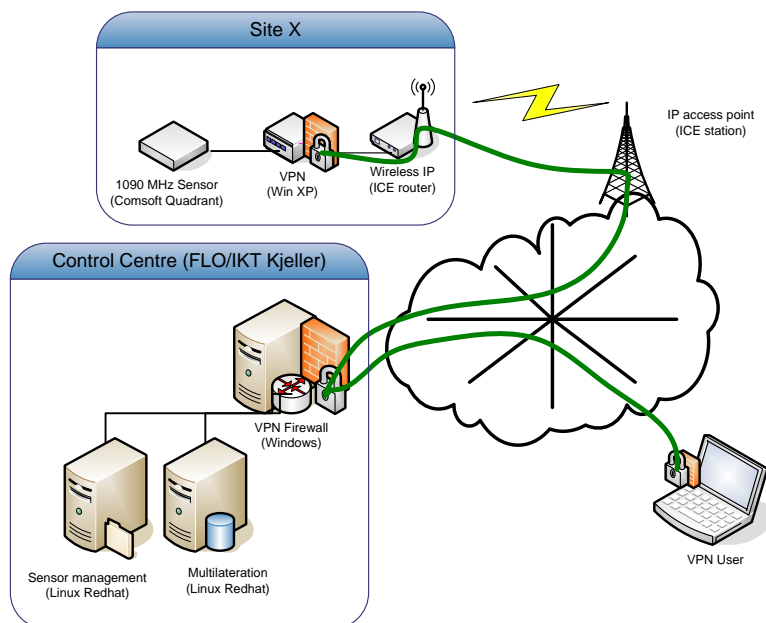 Site X
IP access point
(ICE station)
1090 MHz Sensor
(Comsoft Quadrant)
VPN
(Win XP)
Wireless IP
(ICE router)
Control Centre (FLO/IKT Kjeller)
VPN Firewall
(Windows)
Sensor management
(Linux Redhat)
Multilateration
(Linux Redhat)
VPN User